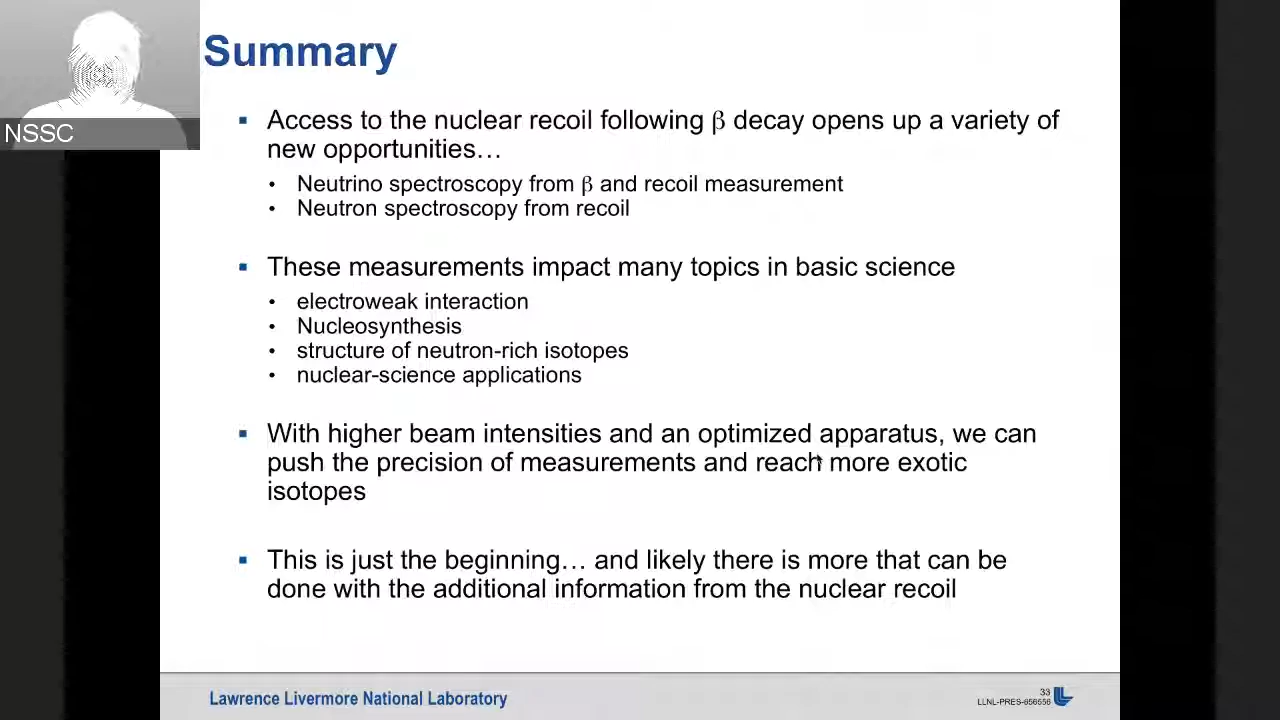 NSSC
Summary
▪ Access to the nuclear recoil following β decay opens up a variety of
new opportunities…
• Neutrino spectroscopy from β and recoil measurement
• Neutron spectroscopy from recoil
▪ These measurements impact many topics in basic science
• electroweak interaction
• Nucleosynthesis
• structure of neutron-rich isotopes
• nuclear-science applications
▪ With higher beam intensities and an optimized apparatus, we can
push the precision of measurements and reach more exotic
isotopes
▪ This is just the beginning… and likely there is more that can be
done with the additional information from the nuclear recoil
Lawrence Livermore National Laboratory
33
LLNL-PRES-656556